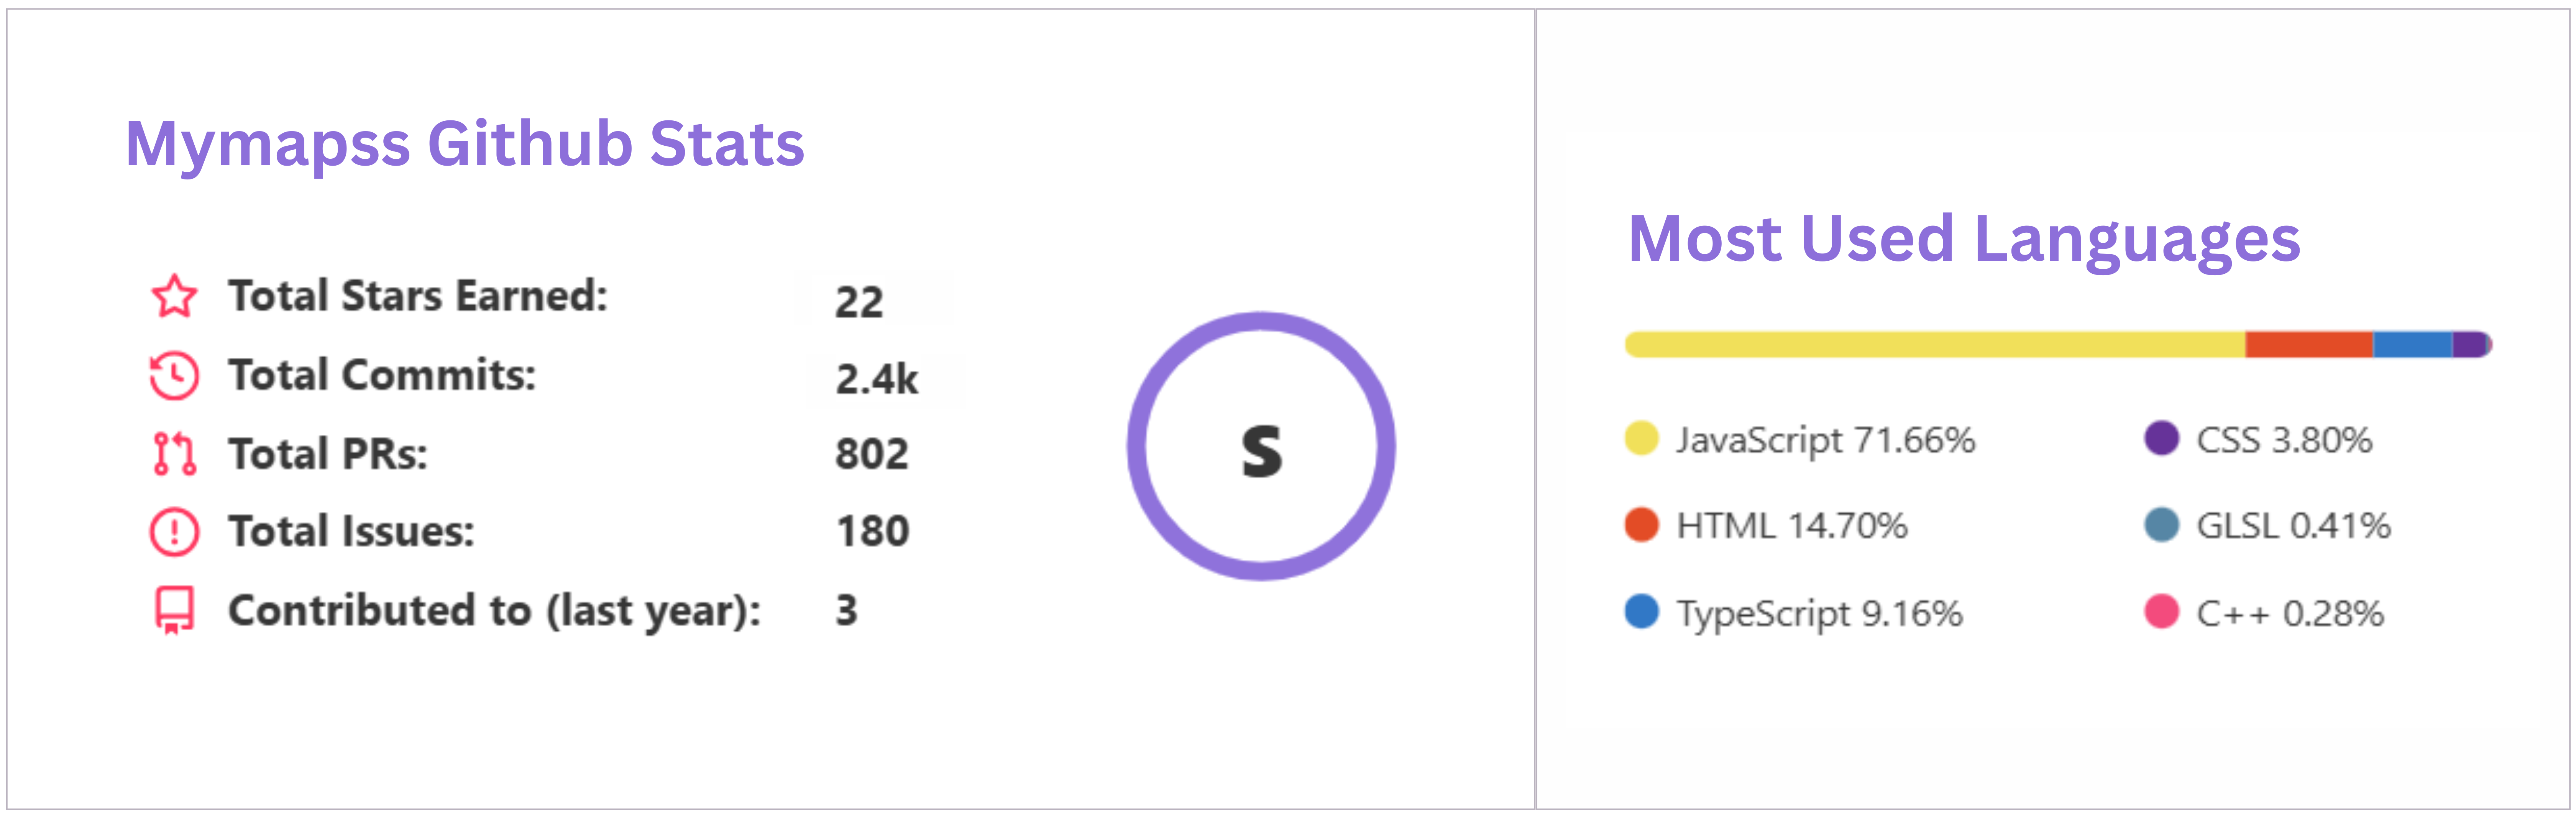 Mymapss Github Stats
Total Stars Earned: 22
Total Commits: 2.4k
Total PRs: 802
Total Issues: 180
Contributed to (last year): 3
S
Most Used Languages
JavaScript 71.66%
HTML 14.70%
TypeScript 9.16%
CSS 3.80%
GLSL 0.41%
C++ 0.28%